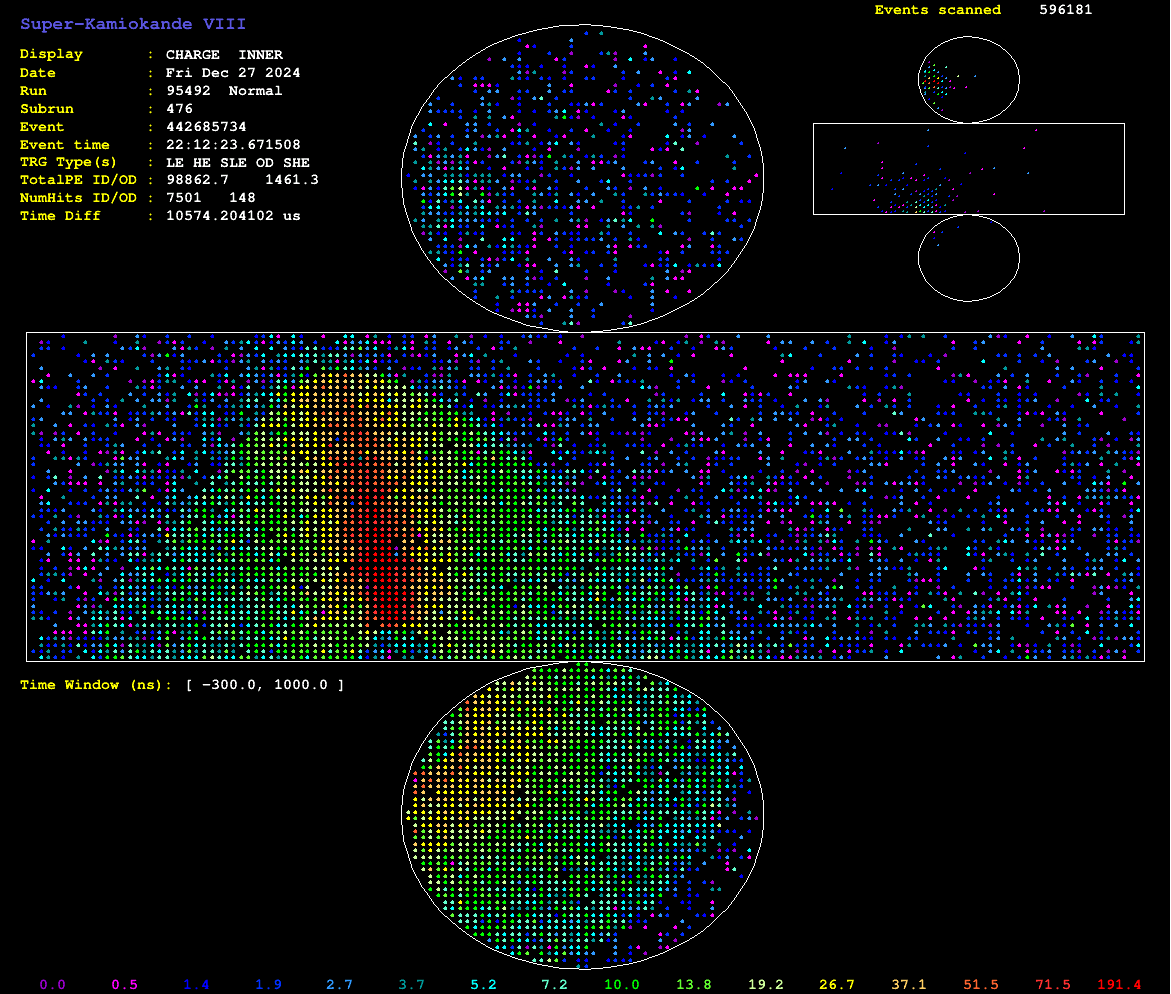 Super-Kamiokande VIII
Events scanned 596181
Display : CHARGE INNER
Date : Fri Dec 27 2024
Run : 95492 Normal
Subrun : 476
Event : 442685734
Event time : 22:12:23.671508
TRG Type(s) : LE HE SLE OD SHE
TotalPE ID/OD : 98862.7 1461.3
NumHits ID/OD : 7501 148
Time Diff : 10574.204102 us
Time Window (ns): [ −300.0, 1000.0 ]
0.0 0.5 1.4 1.9 2.7 3.7 5.2 7.2 10.0 13.8 19.2 26.7 37.1 51.5 71.5 191.4